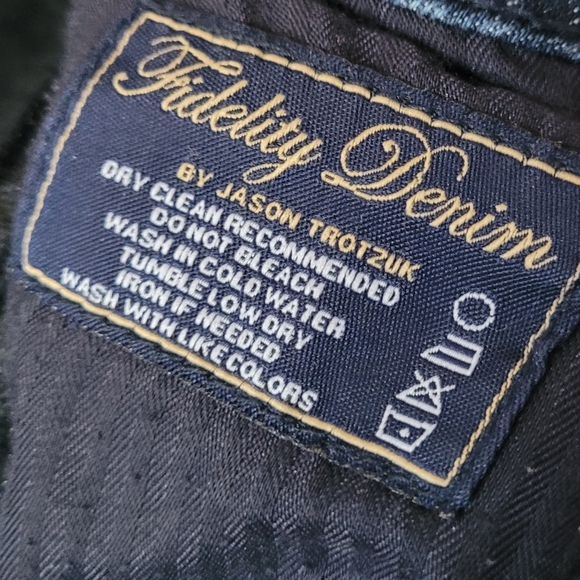 Fidelity Denim
BY JASON TROTZUK
DRY CLEAN RECOMMENDED
DO NOT BLEACH
WASH IN COLD WATER
TUMBLE LOW DRY
IRON IF NEEDED
WASH WITH LIKE COLORS